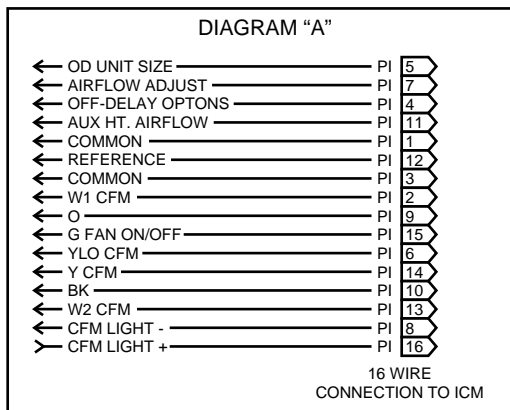 DIAGRAM “A”
OD UNIT SIZE PI 5
AIRFLOW ADJUST PI 7
OFF-DELAY OPTONS PI 4
AUX HT. AIRFLOW PI 11
COMMON PI 1
REFERENCE PI 12
COMMON PI 3
W1 CFM PI 2
O PI 9
G FAN ON/OFF PI 15
YLO CFM PI 6
Y CFM PI 14
BK PI 10
W2 CFM PI 13
CFM LIGHT - PI 8
CFM LIGHT + PI 16
16 WIRE
CONNECTION TO ICM